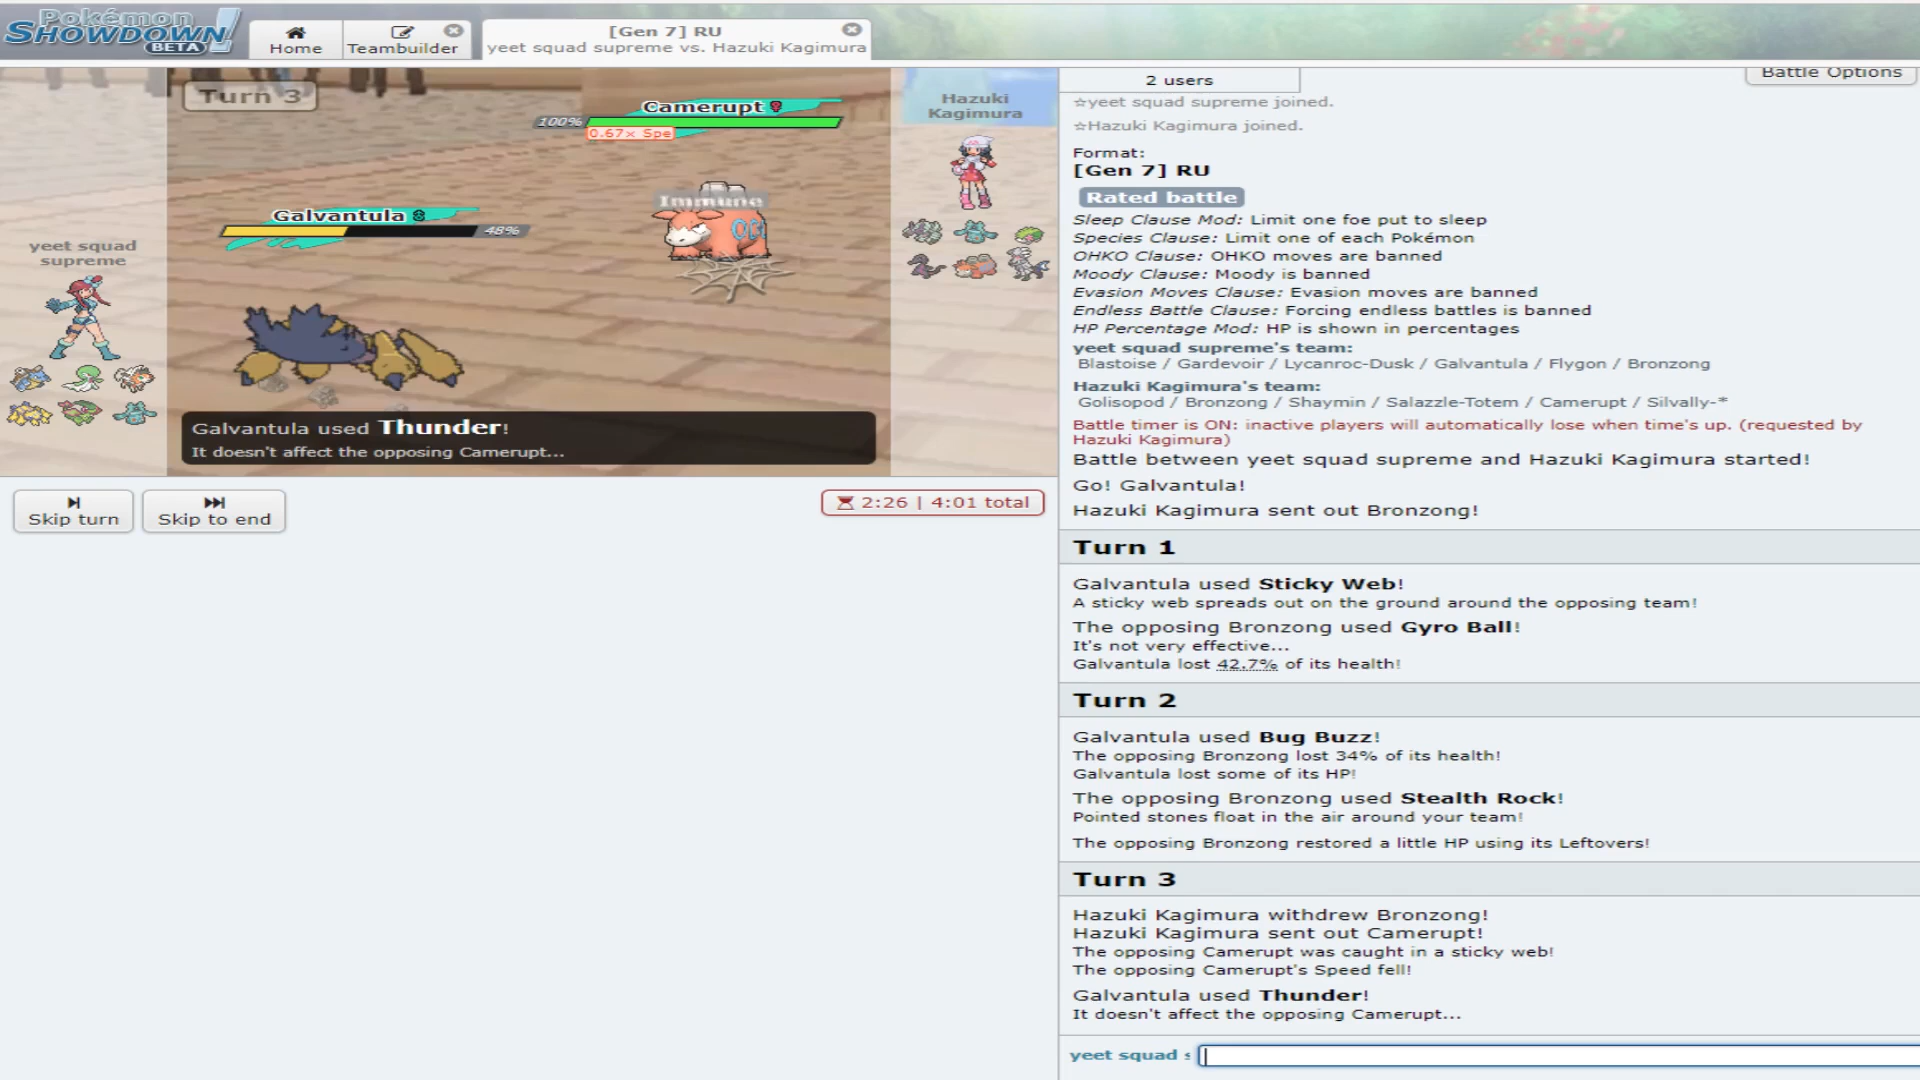 Pokémon
SHOWDOWN!
BETA
Home
Teambuilder
[Gen 7] RU
yeet squad supreme vs. Hazuki Kagimura
Turn 3
Camerupt
100%
0.67× Spe
Immune
Galvantula
48%
yeet squad
supreme
Hazuki
Kagimura
Galvantula used Thunder!
It doesn't affect the opposing Camerupt...
Skip turn
Skip to end
2:26 | 4:01 total
2 users
Battle Options
☆yeet squad supreme joined.
☆Hazuki Kagimura joined.
Format:
[Gen 7] RU
Rated battle
Sleep Clause Mod: Limit one foe put to sleep
Species Clause: Limit one of each Pokémon
OHKO Clause: OHKO moves are banned
Moody Clause: Moody is banned
Evasion Moves Clause: Evasion moves are banned
Endless Battle Clause: Forcing endless battles is banned
HP Percentage Mod: HP is shown in percentages
yeet squad supreme's team:
Blastoise / Gardevoir / Lycanroc-Dusk / Galvantula / Flygon / Bronzong
Hazuki Kagimura's team:
Golisopod / Bronzong / Shaymin / Salazzle-Totem / Camerupt / Silvally-*
Battle timer is ON: inactive players will automatically lose when time's up. (requested by
Hazuki Kagimura)
Battle between yeet squad supreme and Hazuki Kagimura started!
Go! Galvantula!
Hazuki Kagimura sent out Bronzong!
Turn 1
Galvantula used Sticky Web!
A sticky web spreads out on the ground around the opposing team!
The opposing Bronzong used Gyro Ball!
It's not very effective...
Galvantula lost 42.7% of its health!
Turn 2
Galvantula used Bug Buzz!
The opposing Bronzong lost 34% of its health!
Galvantula lost some of its HP!
The opposing Bronzong used Stealth Rock!
Pointed stones float in the air around your team!
The opposing Bronzong restored a little HP using its Leftovers!
Turn 3
Hazuki Kagimura withdrew Bronzong!
Hazuki Kagimura sent out Camerupt!
The opposing Camerupt was caught in a sticky web!
The opposing Camerupt's Speed fell!
Galvantula used Thunder!
It doesn't affect the opposing Camerupt...
yeet squad s